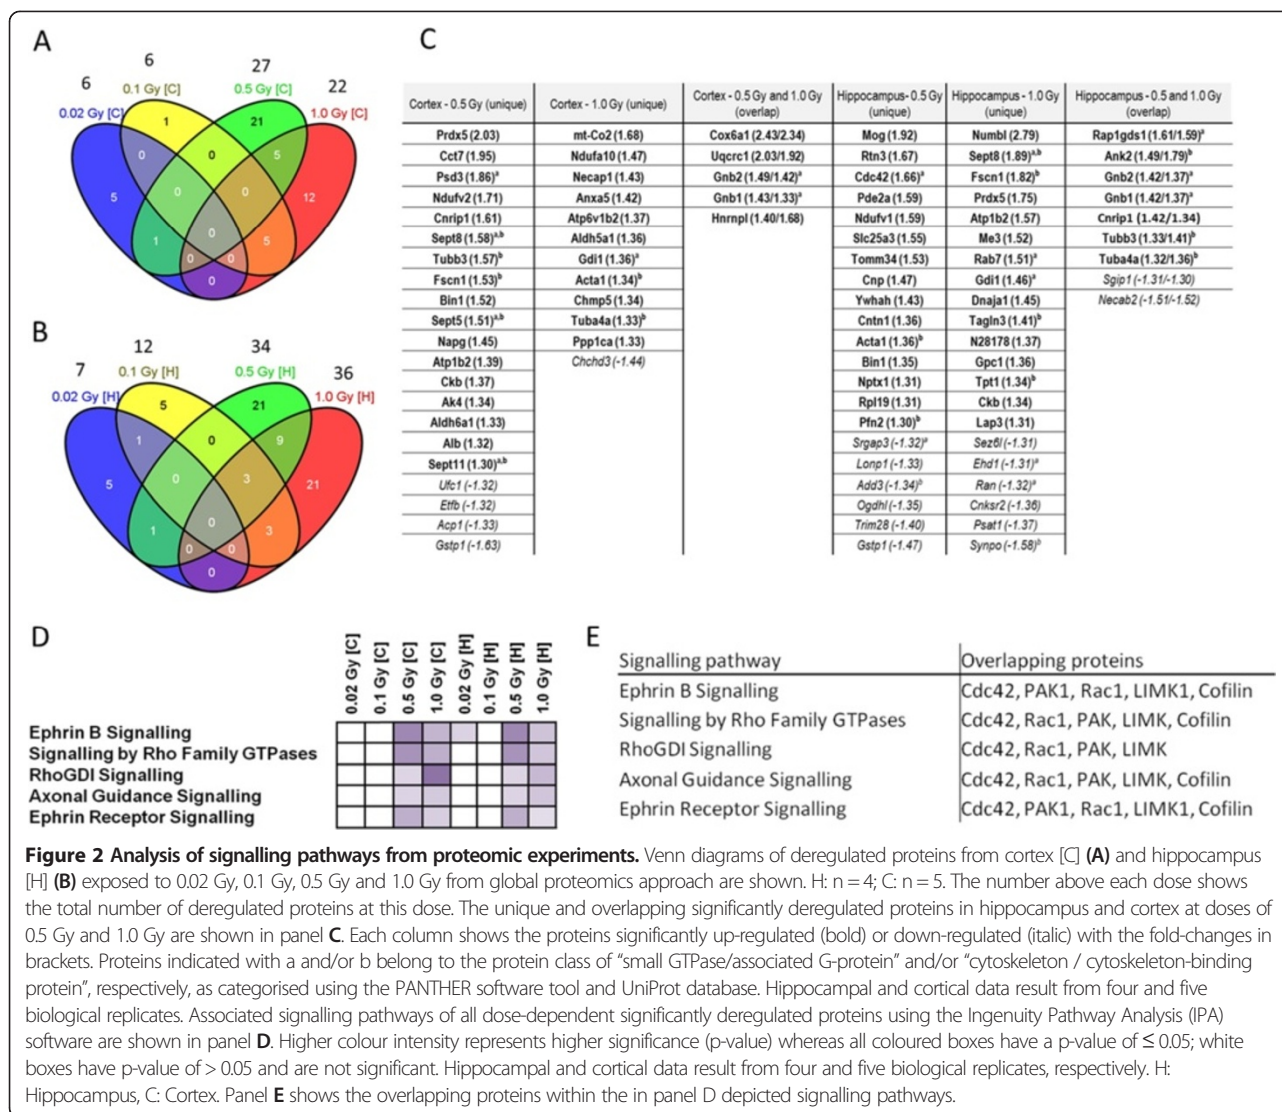 A
6
27
6
0.1 Gy [C]
0.5 Gy [C]
22
0.02 Gy [C]
1.0 Gy [C]
1
21
0
0
5
5
0
0
12
0
1
5
0
0
0
B
12
34
7
0.1 Gy [H]
0.5 Gy [H]
36
0.02 Gy [H]
1.0 Gy [H]
5
21
1
0
9
5
0
3
21
0
1
3
0
0
0
C
Cortex - 0.5 Gy (unique) Cortex - 1.0 Gy (unique) Cortex - 0.5 Gy and 1.0 Gy (overlap) Hippocampus- 0.5 Gy (unique) Hippocampus - 1.0 Gy (unique) Hippocampus - 0.5 and 1.0 Gy (overlap)
Prdx5 (2.03) mt-Co2 (1.68) Cox6a1 (2.43/2.34) Mog (1.92) Numbl (2.79) Rap1gds1 (1.61/1.59)a
Cct7 (1.95) Ndufa10 (1.47) Uqcrc1 (2.03/1.92) Rtn3 (1.67) Sept8 (1.89)a,b Ank2 (1.49/1.79)b
Psd3 (1.86)a Necap1 (1.43) Gnb2 (1.49/1.42)a Cdc42 (1.66)a Fscn1 (1.82)b Gnb2 (1.42/1.37)a
Ndufv2 (1.71) Anxa5 (1.42) Gnb1 (1.43/1.33)a Pde2a (1.59) Prdx5 (1.75) Gnb1 (1.42/1.37)a
Cnrip1 (1.61) Atp6v1b2 (1.37) Hnrnpl (1.40/1.68) Ndufv1 (1.59) Atp1b2 (1.57) Cnrip1 (1.42/1.34)
Sept8 (1.58)a,b Aldh5a1 (1.36) Slc25a3 (1.55) Me3 (1.52) Tubb3 (1.33/1.41)b
Tubb3 (1.57)b Gdi1 (1.36)a Tomm34 (1.53) Rab7 (1.51)a Tuba4a (1.32/1.36)b
Fscn1 (1.53)b Acta1 (1.34)b Cnp (1.47) Gdi1 (1.46)a Sgip1 (-1.31/-1.30)
Bin1 (1.52) Chmp5 (1.34) Ywhah (1.43) Dnaja1 (1.45) Necab2 (-1.51/-1.52)
Sept5 (1.51)a,b Tuba4a (1.33)b Cntn1 (1.36) Tagln3 (1.41)b
Napg (1.45) Ppp1ca (1.33) Acta1 (1.36)b N28178 (1.37)
Atp1b2 (1.39) Chchd3 (-1.44) Bin1 (1.35) Gpc1 (1.36)
Ckb (1.37) Nptx1 (1.31) Tpt1 (1.34)b
Ak4 (1.34) Rpl19 (1.31) Ckb (1.34)
Aldh6a1 (1.33) Pfn2 (1.30)b Lap3 (1.31)
Alb (1.32) Srgap3 (-1.32)a Sez6l (-1.31)
Sept11 (1.30)a,b Lonp1 (-1.33) Ehd1 (-1.31)a
Ufc1 (-1.32) Add3 (-1.34)b Ran (-1.32)a
Etfb (-1.32) Ogdhl (-1.35) Cnksr2 (-1.36)
Acp1 (-1.33) Trim28 (-1.40) Psat1 (-1.37)
Gstp1 (-1.63) Gstp1 (-1.47) Synpo (-1.58)b
D
0.02 Gy [C]
0.1 Gy [C]
0.5 Gy [C]
1.0 Gy [C]
0.02 Gy [H]
0.1 Gy [H]
0.5 Gy [H]
1.0 Gy [H]
Ephrin B Signalling
Signalling by Rho Family GTPases
RhoGDI Signalling
Axonal Guidance Signalling
Ephrin Receptor Signalling
E
Signalling pathway Overlapping proteins
Ephrin B Signalling Cdc42, PAK1, Rac1, LIMK1, Cofilin
Signalling by Rho Family GTPases Cdc42, Rac1, PAK, LIMK, Cofilin
RhoGDI Signalling Cdc42, Rac1, PAK, LIMK
Axonal Guidance Signalling Cdc42, Rac1, PAK, LIMK, Cofilin
Ephrin Receptor Signalling Cdc42, PAK1, Rac1, LIMK1, Cofilin
Figure 2 Analysis of signalling pathways from proteomic experiments. Venn diagrams of deregulated proteins from cortex [C] (A) and hippocampus
[H] (B) exposed to 0.02 Gy, 0.1 Gy, 0.5 Gy and 1.0 Gy from global proteomics approach are shown. H: n = 4; C: n = 5. The number above each dose shows
the total number of deregulated proteins at this dose. The unique and overlapping significantly deregulated proteins in hippocampus and cortex at doses of
0.5 Gy and 1.0 Gy are shown in panel C. Each column shows the proteins significantly up-regulated (bold) or down-regulated (italic) with the fold-changes in
brackets. Proteins indicated with a and/or b belong to the protein class of “small GTPase/associated G-protein” and/or “cytoskeleton / cytoskeleton-binding
protein”, respectively, as categorised using the PANTHER software tool and UniProt database. Hippocampal and cortical data result from four and five
biological replicates. Associated signalling pathways of all dose-dependent significantly deregulated proteins using the Ingenuity Pathway Analysis (IPA)
software are shown in panel D. Higher colour intensity represents higher significance (p-value) whereas all coloured boxes have a p-value of ≤ 0.05; white
boxes have p-value of > 0.05 and are not significant. Hippocampal and cortical data result from four and five biological replicates, respectively. H:
Hippocampus, C: Cortex. Panel E shows the overlapping proteins within the in panel D depicted signalling pathways.